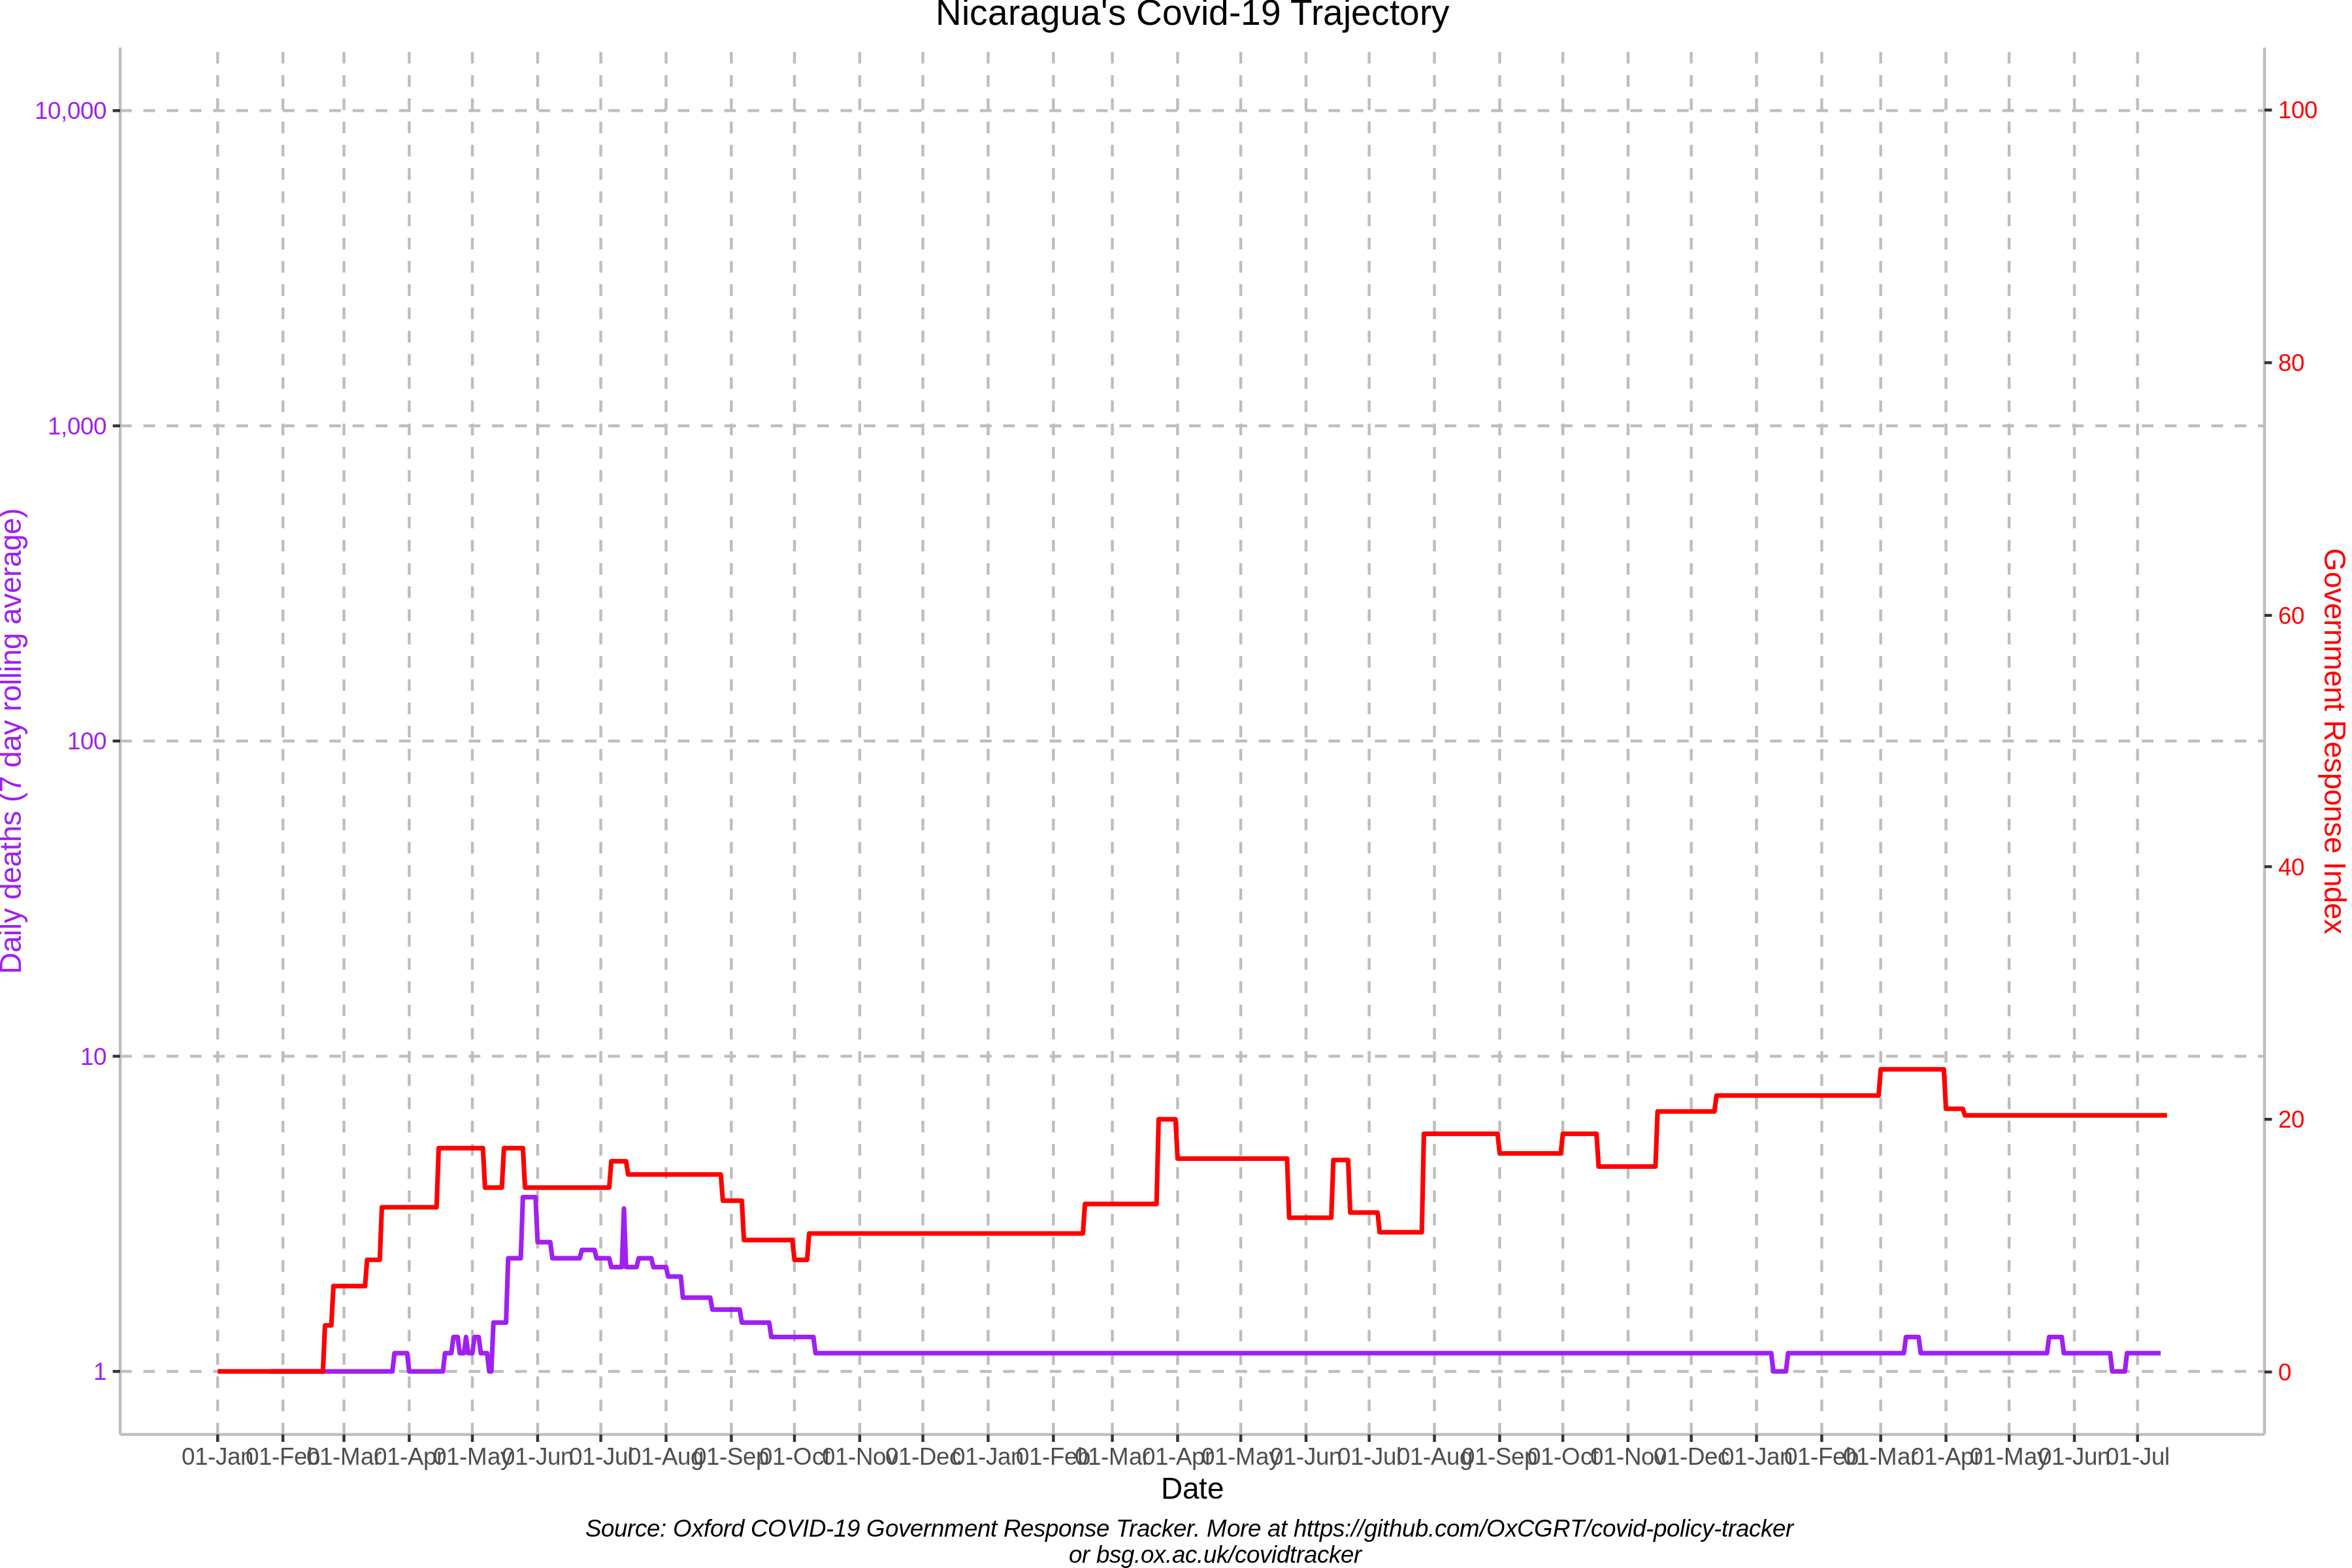 Nicaragua's Covid-19 Trajectory
10,000
1,000
100
10
1
Daily deaths (7 day rolling average)
100
80
60
40
20
0
Government Response Index
01-Jan 01-Feb 01-Mar 01-Apr 01-May 01-Jun 01-Jul 01-Aug 01-Sep 01-Oct 01-Nov 01-Dec 01-Jan 01-Feb 01-Mar 01-Apr 01-May 01-Jun 01-Jul 01-Aug 01-Sep 01-Oct 01-Nov 01-Dec 01-Jan 01-Feb 01-Mar 01-Apr 01-May 01-Jun 01-Jul
Date
Source: Oxford COVID-19 Government Response Tracker. More at https://github.com/OxCGRT/covid-policy-tracker
or bsg.ox.ac.uk/covidtracker